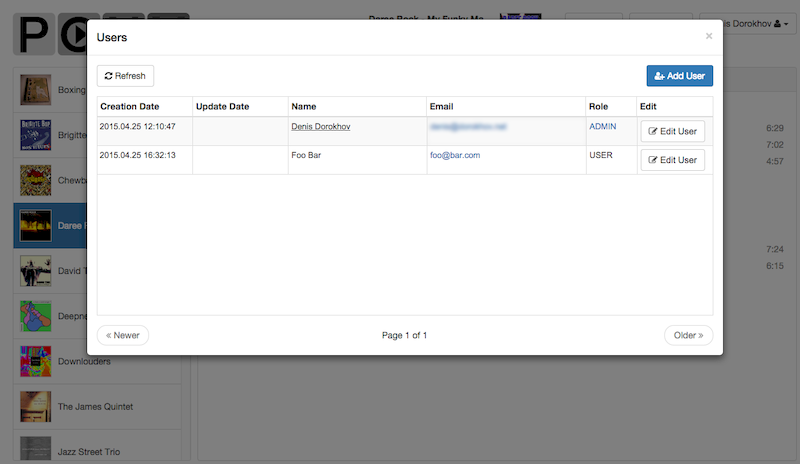 P
Daree Rock - My Funky Ma
is Dorokhov
Users
×
Refresh
Add User
Creation Date Update Date Name Email Role Edit
2015.04.25 12:10:47 Denis Dorokhov ADMIN Edit User
2015.04.25 16:32:13 Foo Bar foo@bar.com USER Edit User
« Newer Page 1 of 1 Older »
Boxing
Brigitte
Chewba
Daree
David T
Deepne
Downlouders
The James Quintet
Jazz Street Trio
6:29
7:02
4:57
7:24
6:15